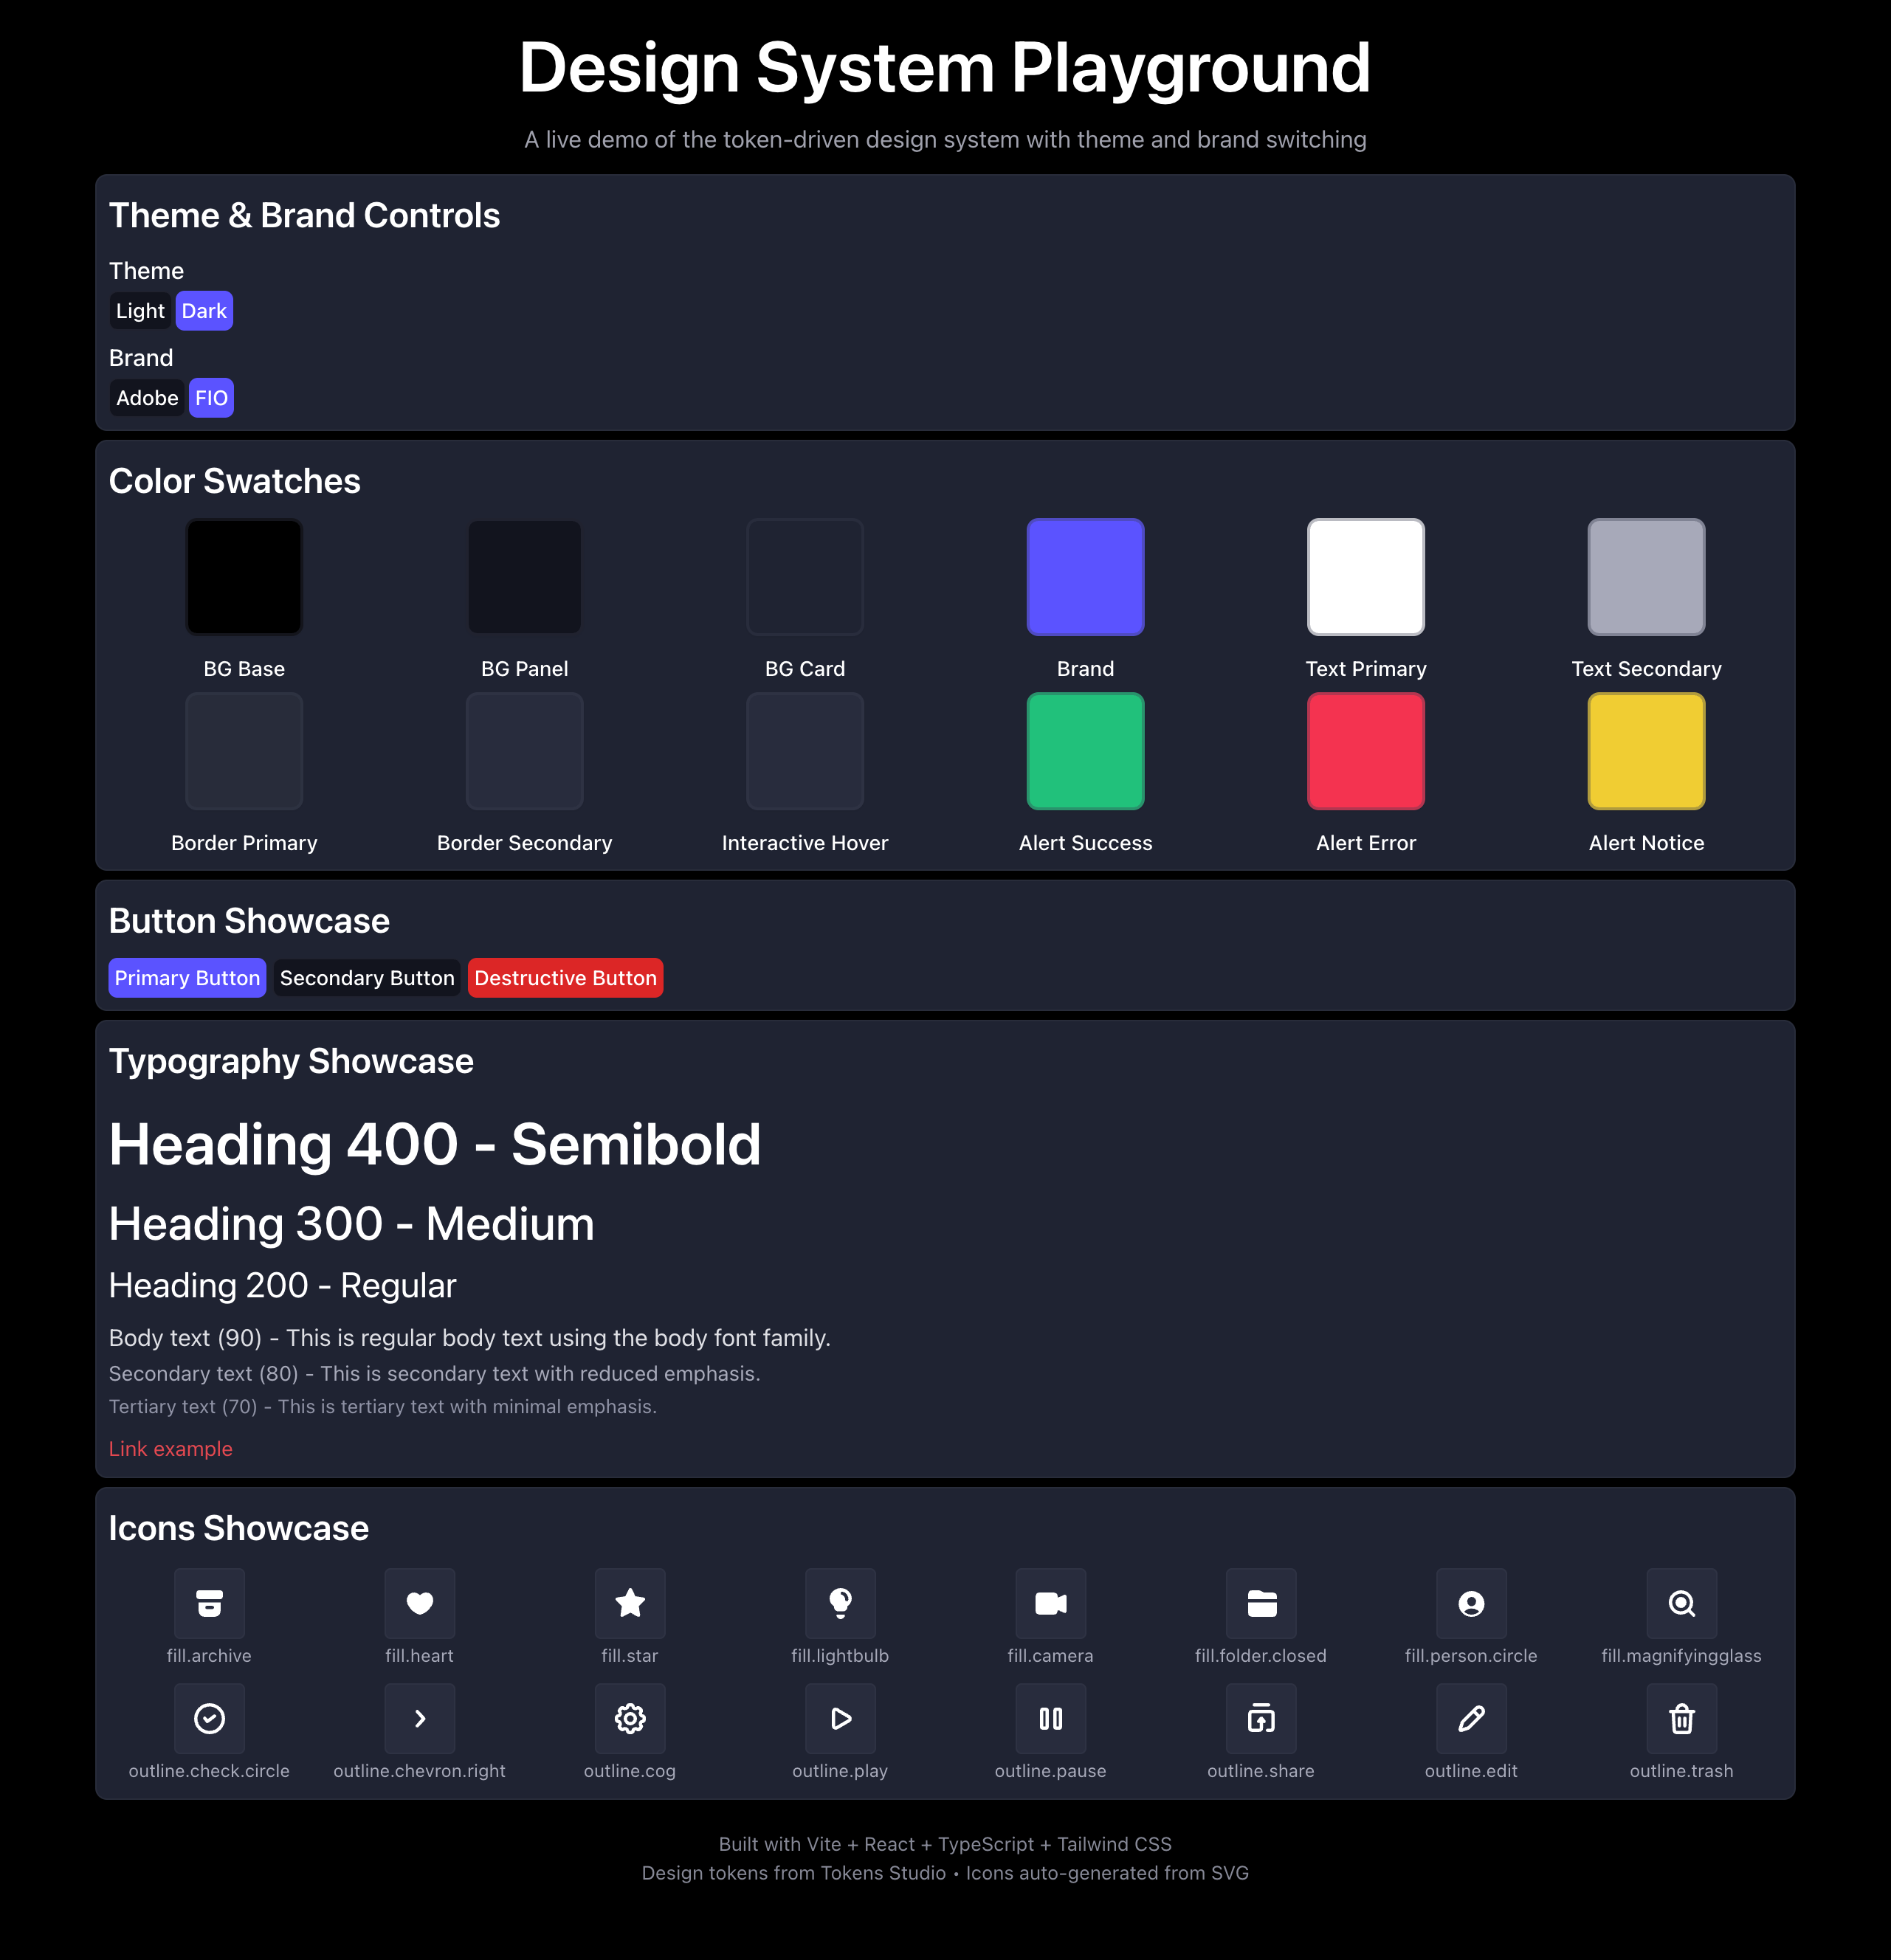 Design System Playground
A live demo of the token-driven design system with theme and brand switching
Theme & Brand Controls
Theme
Light Dark
Brand
Adobe FIO
Color Swatches
BG Base BG Panel BG Card Brand Text Primary Text Secondary
Border Primary Border Secondary Interactive Hover Alert Success Alert Error Alert Notice
Button Showcase
Primary Button Secondary Button Destructive Button
Typography Showcase
Heading 400 - Semibold
Heading 300 - Medium
Heading 200 - Regular
Body text (90) - This is regular body text using the body font family.
Secondary text (80) - This is secondary text with reduced emphasis.
Tertiary text (70) - This is tertiary text with minimal emphasis.
Link example
Icons Showcase
fill.archive fill.heart fill.star fill.lightbulb fill.camera fill.folder.closed fill.person.circle fill.magnifyingglass
outline.check.circle outline.chevron.right outline.cog outline.play outline.pause outline.share outline.edit outline.trash
Built with Vite + React + TypeScript + Tailwind CSS
Design tokens from Tokens Studio • Icons auto-generated from SVG